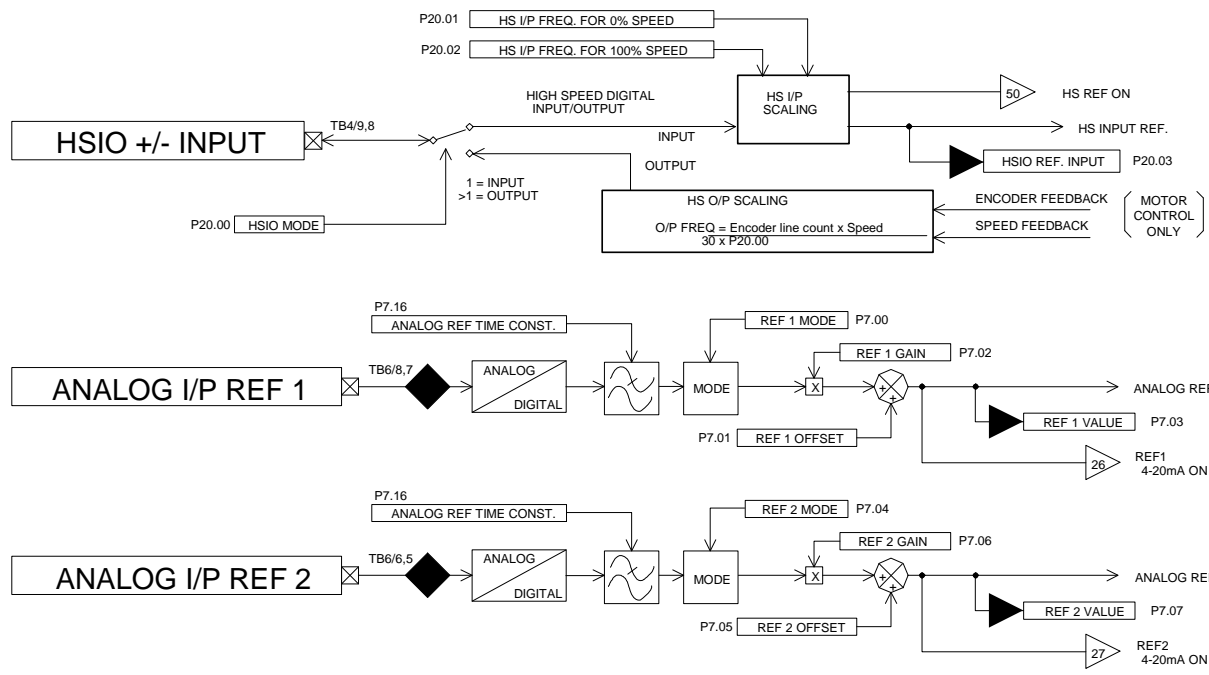 P20.01 HS I/P FREQ. FOR 0% SPEED
P20.02 HS I/P FREQ. FOR 100% SPEED
HIGH SPEED DIGITAL
INPUT/OUTPUT
HS I/P
SCALING
50
HS REF ON
HSIO +/- INPUT
TB4/9,8
INPUT
HS INPUT REF.
HSIO REF. INPUT P20.03
OUTPUT
1 = INPUT
>1 = OUTPUT
P20.00 HSIO MODE
HS O/P SCALING
O/P FREQ = Encoder line count x Speed
30 x P20.00
ENCODER FEEDBACK
SPEED FEEDBACK
MOTOR
CONTROL
ONLY
P7.16
ANALOG REF TIME CONST.
REF 1 MODE P7.00
REF 1 GAIN P7.02
ANALOG I/P REF 1
TB6/8,7
ANALOG
DIGITAL
MODE
X
+
+
ANALOG REF
P7.01 REF 1 OFFSET
REF 1 VALUE P7.03
26
REF1
4-20mA ON
P7.16
ANALOG REF TIME CONST.
REF 2 MODE P7.04
REF 2 GAIN P7.06
ANALOG I/P REF 2
TB6/6,5
ANALOG
DIGITAL
MODE
X
+
+
ANALOG REF
P7.05 REF 2 OFFSET
REF 2 VALUE P7.07
27
REF2
4-20mA ON